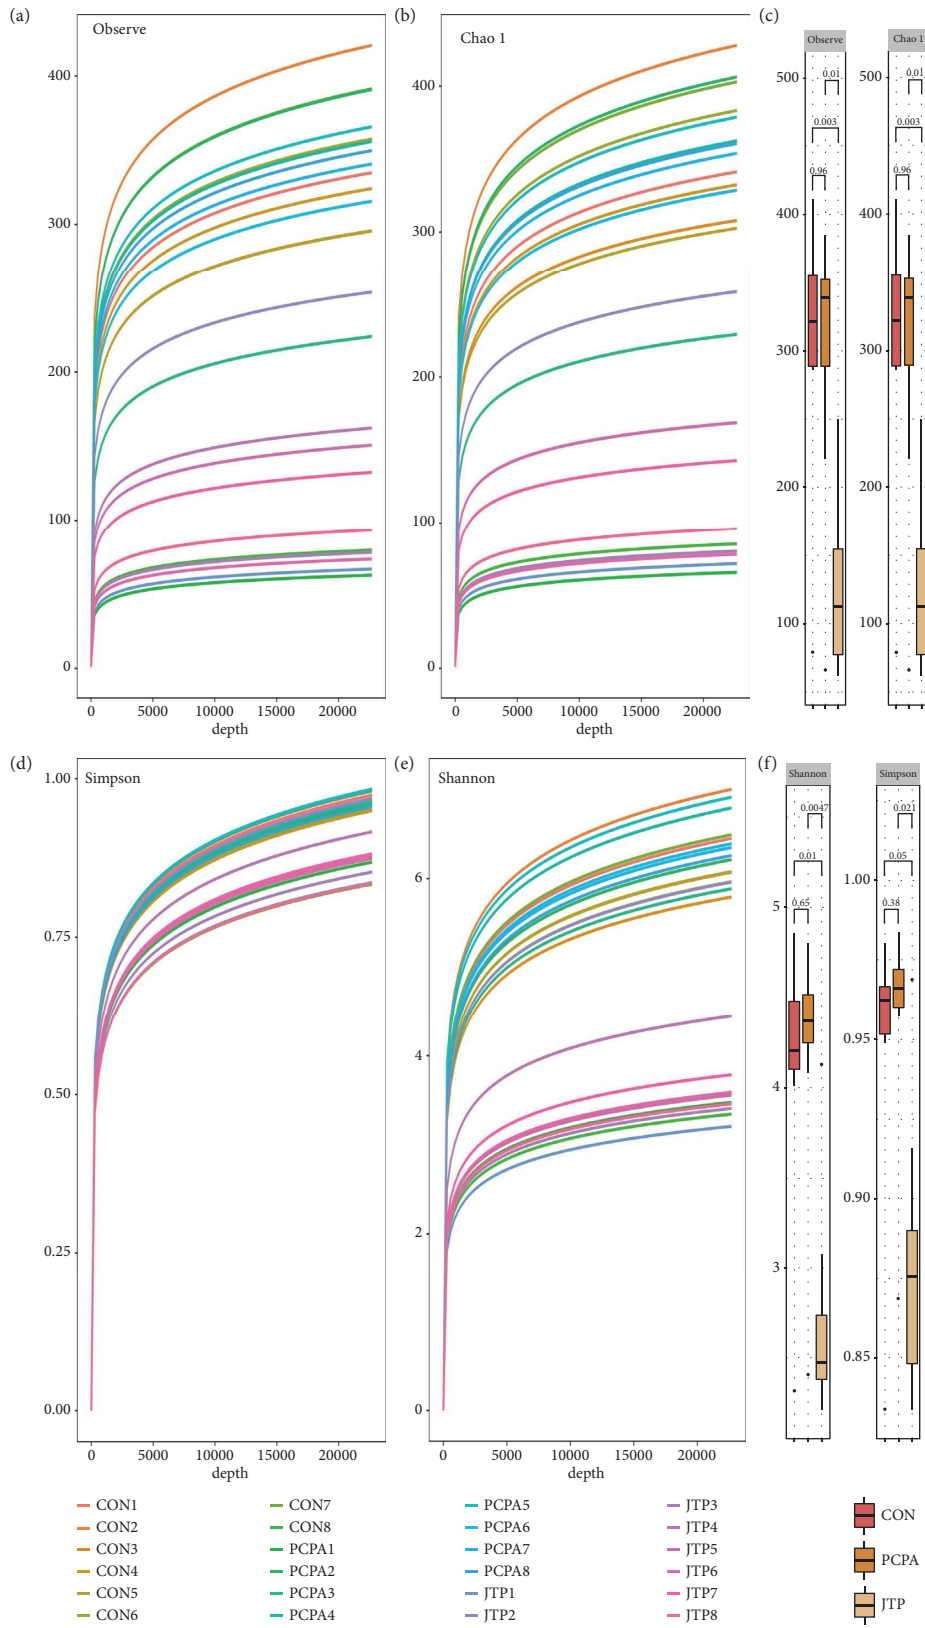 (a)
Observe
400
300
200
100
0
0 5000 10000 15000 20000
depth
(b)
Chao 1
400
300
200
100
0
0 5000 10000 15000 20000
depth
(c)
Observe
500
400
300
200
100
0.01
0.003
0.96
Chao 1
500
400
300
200
100
0.01
0.003
0.96
(d)
Simpson
1.00
0.75
0.50
0.25
0.00
0 5000 10000 15000 20000
depth
(e)
Shannon
6
4
2
0
0 5000 10000 15000 20000
depth
(f)
Shannon
5
4
3
0.0047
0.01
0.65
Simpson
1.00
0.95
0.90
0.85
0.021
0.05
0.38
CON1
CON2
CON3
CON4
CON5
CON6
CON7
CON8
PCPA1
PCPA2
PCPA3
PCPA4
PCPA5
PCPA6
PCPA7
PCPA8
JTP1
JTP2
JTP3
JTP4
JTP5
JTP6
JTP7
JTP8
CON
PCPA
JTP